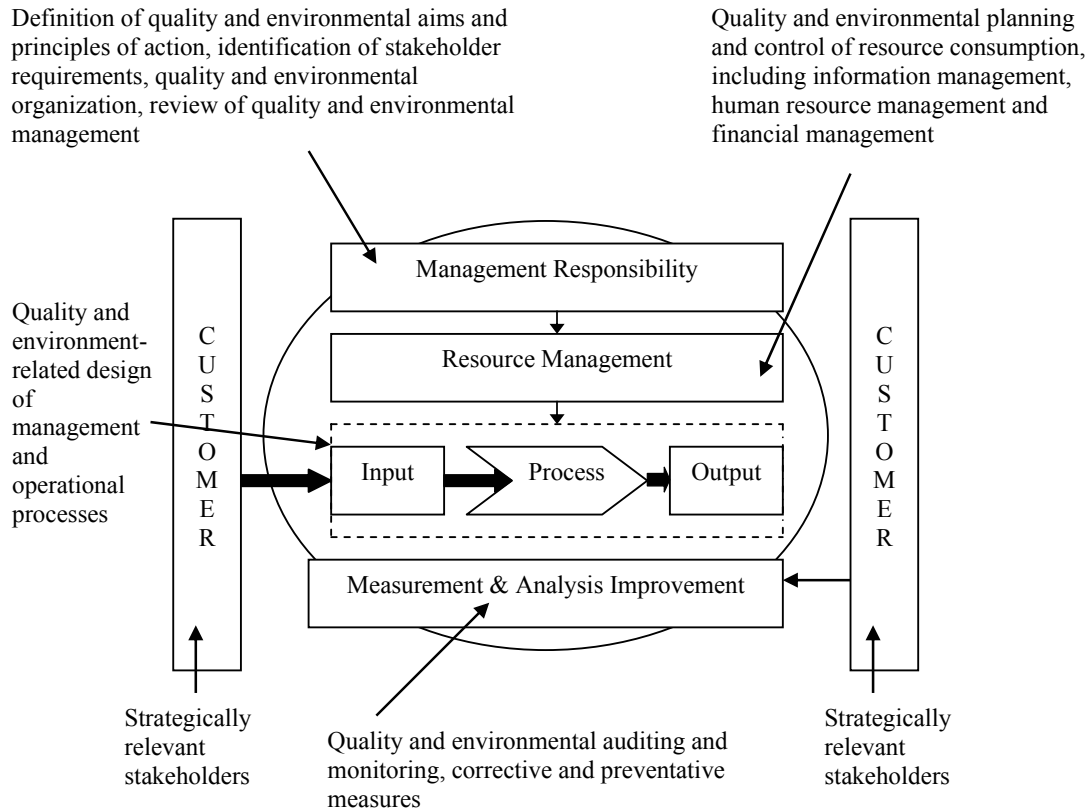 Definition of quality and environmental aims and
principles of action, identification of stakeholder
requirements, quality and environmental
organization, review of quality and environmental
management
Quality and environmental planning
and control of resource consumption,
including information management,
human resource management and
financial management
Management Responsibility
Quality and
environment-
related design
of
management
and
operational
processes
CUSTOMER
Resource Management
CUSTOMER
Input
Process
Output
Measurement & Analysis Improvement
Strategically
relevant
stakeholders
Quality and environmental auditing and
monitoring, corrective and preventative
measures
Strategically
relevant
stakeholders